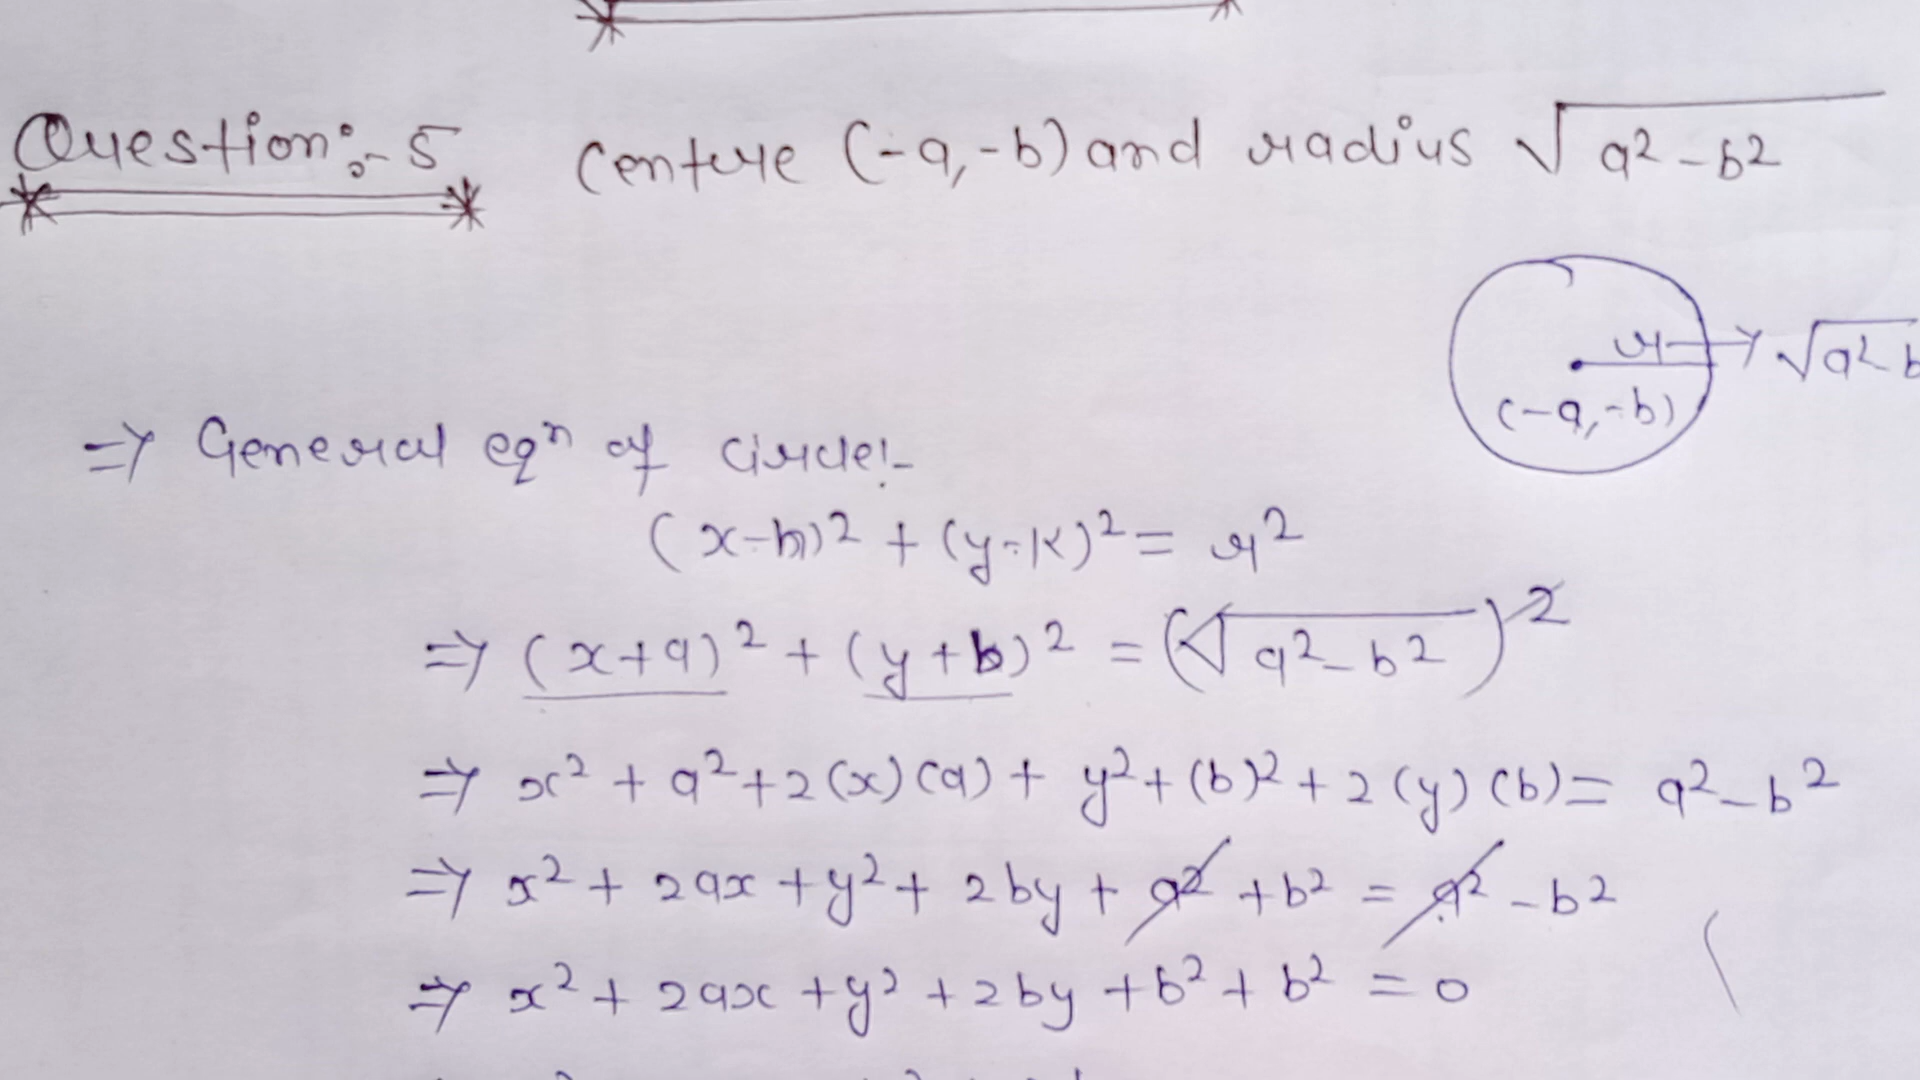 Question:-5 Centre (-a,-b) and radius √a²-b²
r → √a² b
(-a,-b)
=> General eqⁿ of circle:-
(x-h)² + (y-k)² = r²
=> (x+a)² + (y+b)² = (√a²-b²)²
=> x² + a² + 2(x)(a) + y² + (b)² + 2(y)(b) = a²-b²
=> x² + 2ax + y² + 2by + a² + b² = a² - b²
=> x² + 2ax + y² + 2by + b² + b² = 0